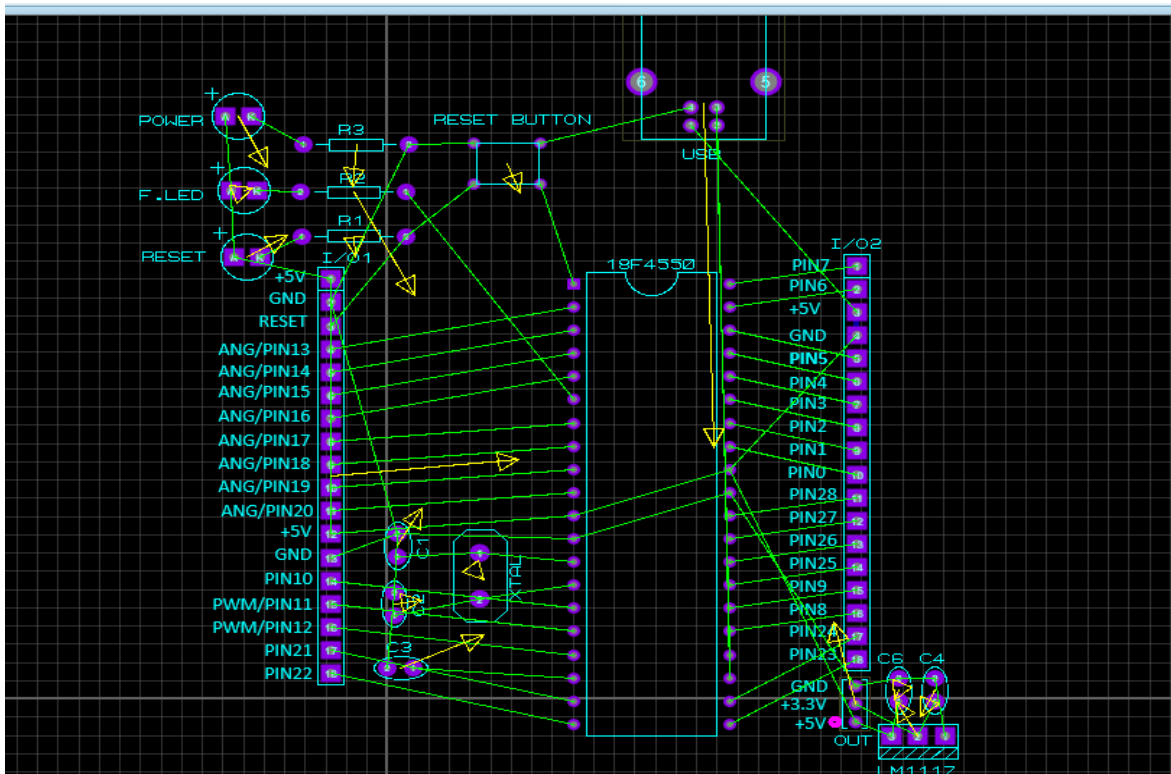 POWER
R3
RESET BUTTON
6
5
4
3
USB
F.LED
R2
R1
RESET
I/O1
I/O2
18F4550
+5V
GND
RESET
ANG/PIN13
ANG/PIN14
ANG/PIN15
ANG/PIN16
ANG/PIN17
ANG/PIN18
ANG/PIN19
ANG/PIN20
+5V
GND
PIN10
PWM/PIN11
PWM/PIN12
PIN21
PIN22
C1
C2
C3
XTAL
PIN7
PIN6
+5V
GND
PIN5
PIN4
PIN3
PIN2
PIN1
PIN0
PIN28
PIN27
PIN26
PIN25
PIN9
PIN8
PIN24
PIN23
GND
+3.3V
+5V
OUT
C6 C4
LM1117